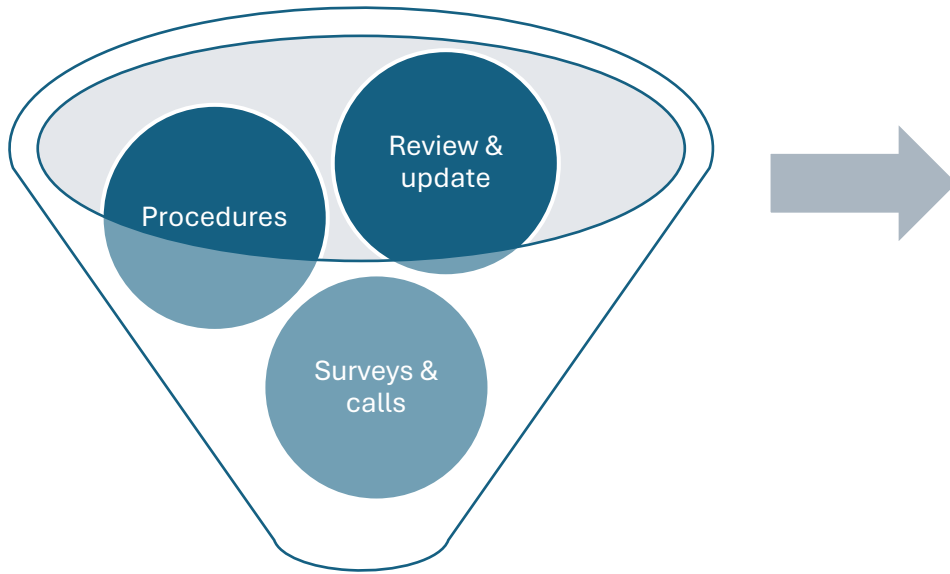 Review &
update
Procedures
Surveys &
calls